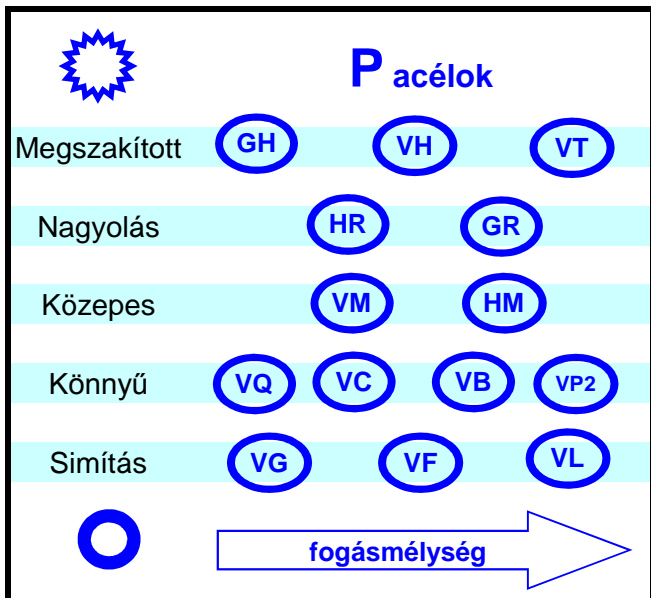 P acélok
Megszakított GH VH VT
Nagyolás HR GR
Közepes VM HM
Könnyű VQ VC VB VP2
Simítás VG VF VL
fogásmélység